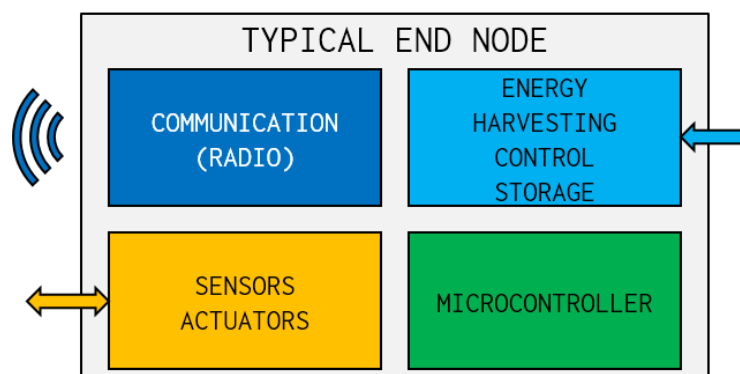 TYPICAL END NODE
COMMUNICATION
(RADIO)
ENERGY
HARVESTING
CONTROL
STORAGE
SENSORS
ACTUATORS
MICROCONTROLLER